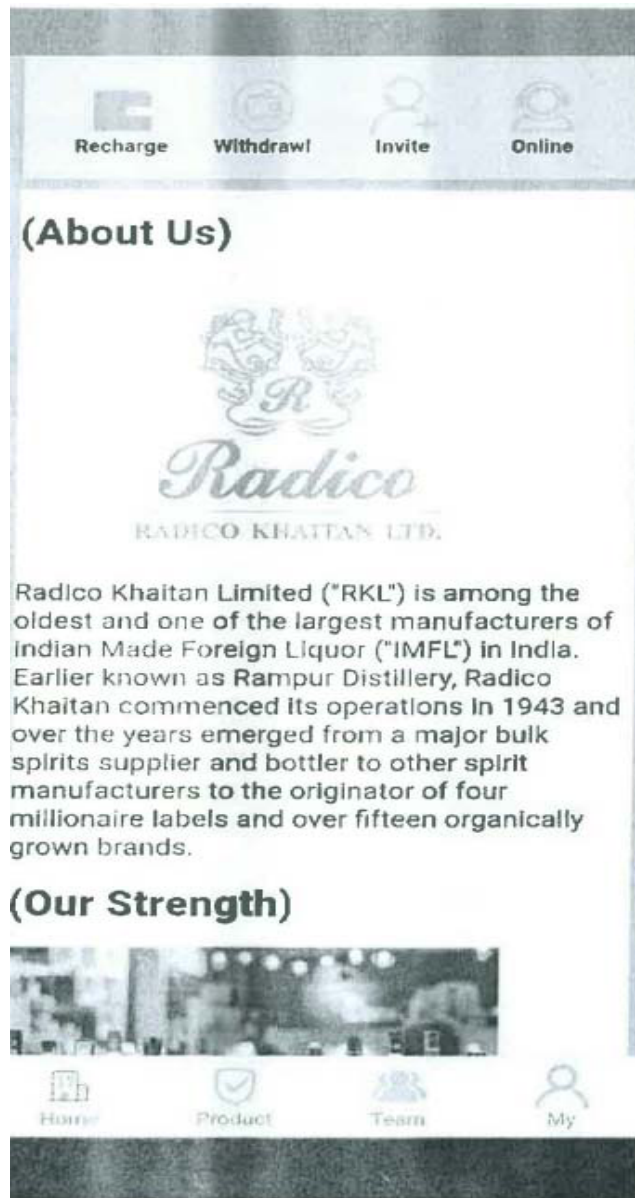 Recharge Withdrawl Invite Online
(About Us)
R
Radico
RADICO KHAITAN LTD.
Radico Khaitan Limited ("RKL") is among the
oldest and one of the largest manufacturers of
Indian Made Foreign Liquor ("IMFL") in India.
Earlier known as Rampur Distillery, Radico
Khaitan commenced its operations in 1943 and
over the years emerged from a major bulk
spirits supplier and bottler to other spirit
manufacturers to the originator of four
millionaire labels and over fifteen organically
grown brands.
(Our Strength)
Home Product Team My